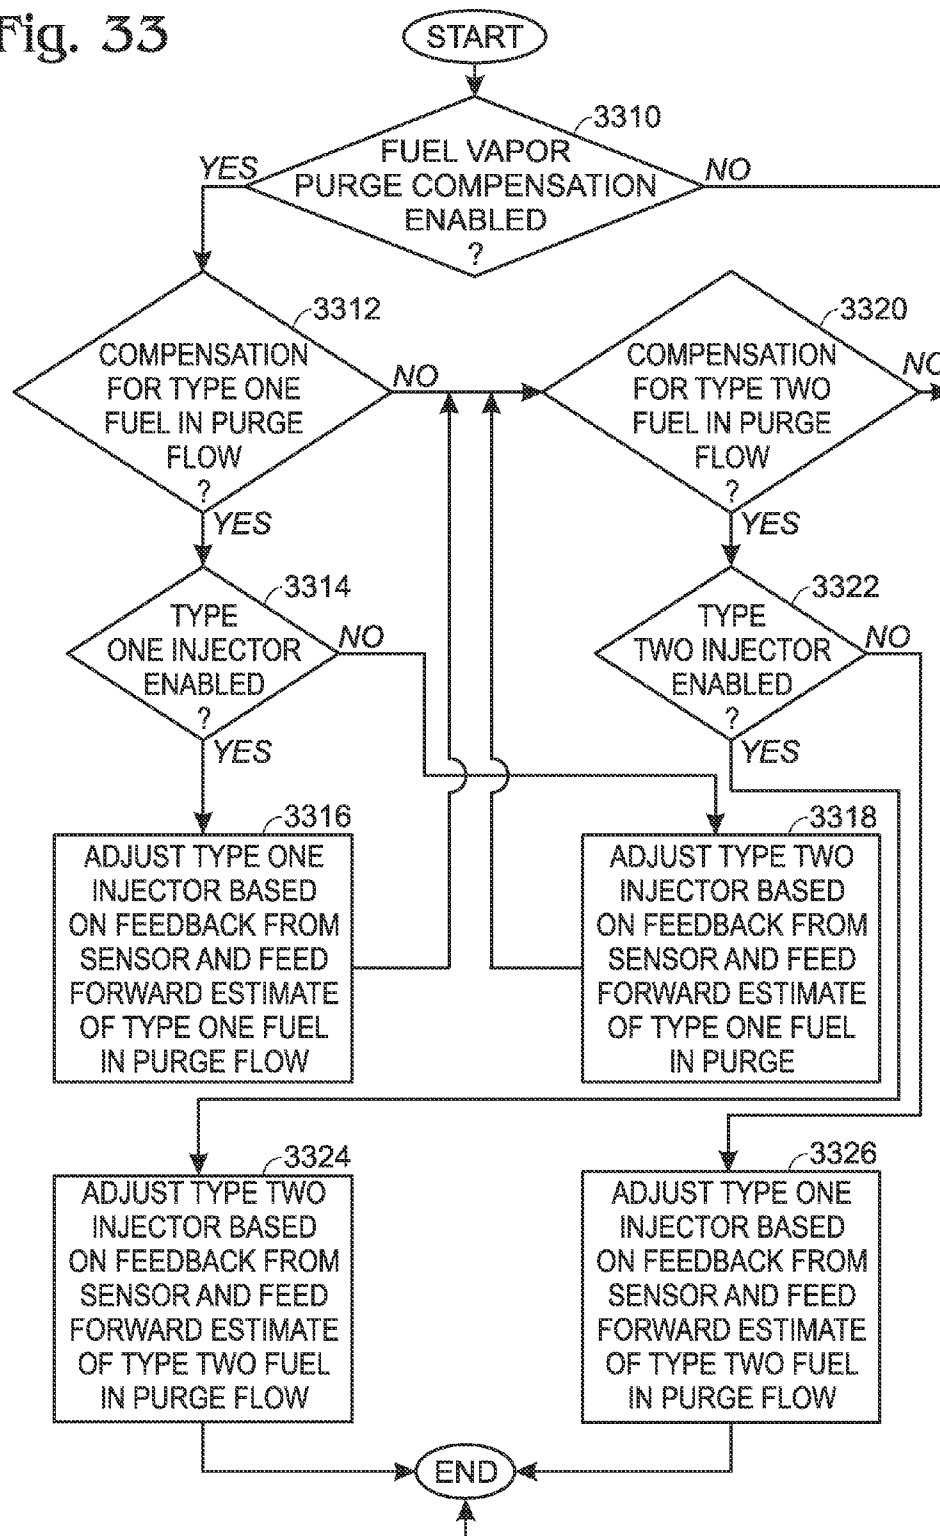 Fig. 33
START
3310
FUEL VAPOR
PURGE COMPENSATION
ENABLED
?
YES
NO
3312
COMPENSATION
FOR TYPE ONE
FUEL IN PURGE
FLOW
?
NO
YES
3320
COMPENSATION
FOR TYPE TWO
FUEL IN PURGE
FLOW
?
NO
YES
3314
TYPE
ONE INJECTOR
ENABLED
?
NO
YES
3322
TYPE
TWO INJECTOR
ENABLED
?
NO
YES
3316
ADJUST TYPE ONE
INJECTOR BASED
ON FEEDBACK FROM
SENSOR AND FEED
FORWARD ESTIMATE
OF TYPE ONE FUEL
IN PURGE FLOW
3318
ADJUST TYPE TWO
INJECTOR BASED
ON FEEDBACK FROM
SENSOR AND FEED
FORWARD ESTIMATE
OF TYPE ONE FUEL
IN PURGE
3324
ADJUST TYPE TWO
INJECTOR BASED
ON FEEDBACK FROM
SENSOR AND FEED
FORWARD ESTIMATE
OF TYPE TWO FUEL
IN PURGE FLOW
3326
ADJUST TYPE ONE
INJECTOR BASED
ON FEEDBACK FROM
SENSOR AND FEED
FORWARD ESTIMATE
OF TYPE TWO FUEL
IN PURGE FLOW
END